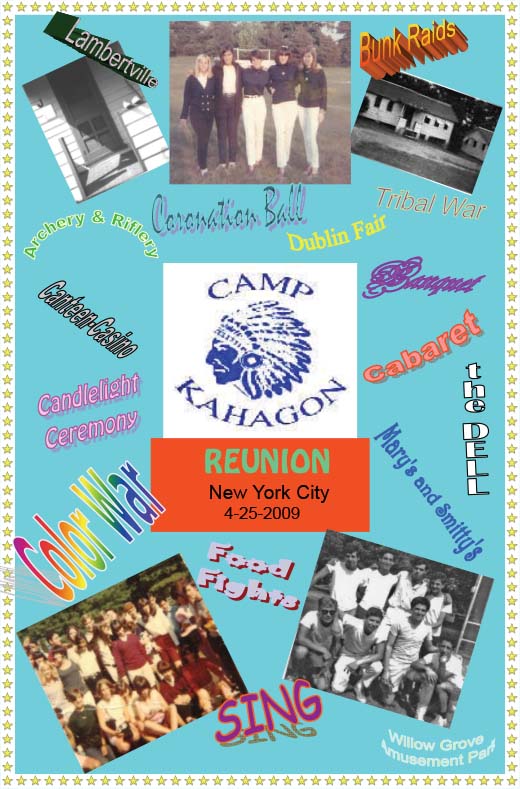 Lambertville
Bunk Raids
Archery & Riflery
Coronation Ball
Dublin Fair
Tribal War
Canteen-Casino
CAMP
KAHAGON
Banquet
Cabaret
the DELL
Candlelight
Ceremony
Mary's and Smitty's
REUNION
New York City
4-25-2009
Color War
Food
Fights
SING
Willow Grove
Amusement Park